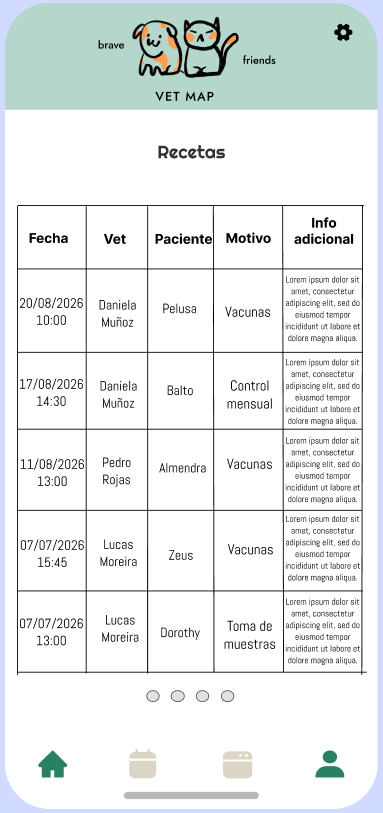 brave
friends
VET MAP
Recetas
Fecha
Vet
Paciente
Motivo
Info
adicional
20/08/2026
10:00
Daniela
Muñoz
Pelusa
Vacunas
Lorem ipsum dolor sit
amet, consectetur
adipiscing elit, sed do
eiusmod tempor
incididunt ut labore et
dolore magna aliqua.
17/08/2026
14:30
Daniela
Muñoz
Balto
Control
mensual
Lorem ipsum dolor sit
amet, consectetur
adipiscing elit, sed do
eiusmod tempor
incididunt ut labore et
dolore magna aliqua.
11/08/2026
13:00
Pedro
Rojas
Almendra
Vacunas
Lorem ipsum dolor sit
amet, consectetur
adipiscing elit, sed do
eiusmod tempor
incididunt ut labore et
dolore magna aliqua.
07/07/2026
15:45
Lucas
Moreira
Zeus
Vacunas
Lorem ipsum dolor sit
amet, consectetur
adipiscing elit, sed do
eiusmod tempor
incididunt ut labore et
dolore magna aliqua.
07/07/2026
13:00
Lucas
Moreira
Dorothy
Toma de
muestras
Lorem ipsum dolor sit
amet, consectetur
adipiscing elit, sed do
eiusmod tempor
incididunt ut labore et
dolore magna aliqua.